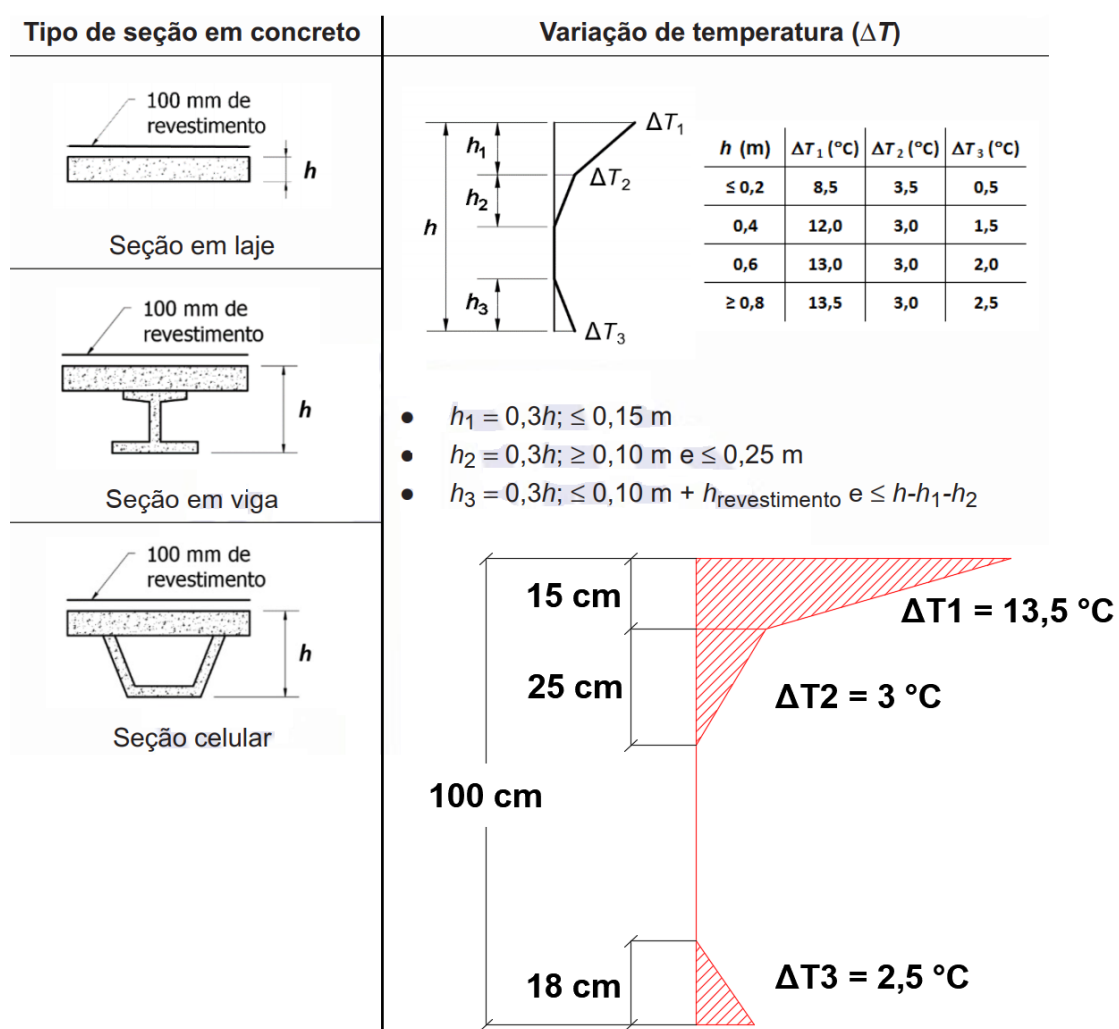 Tipo de seção em concreto
Variação de temperatura (ΔT)
100 mm de
revestimento
h
Seção em laje
100 mm de
revestimento
h
Seção em viga
100 mm de
revestimento
h
Seção celular
h
h1
h2
h3
ΔT1
ΔT2
ΔT3
h (m) ΔT1 (°C) ΔT2 (°C) ΔT3 (°C)
≤ 0,2 8,5 3,5 0,5
0,4 12,0 3,0 1,5
0,6 13,0 3,0 2,0
≥ 0,8 13,5 3,0 2,5
● h1 = 0,3h; ≤ 0,15 m
● h2 = 0,3h; ≥ 0,10 m e ≤ 0,25 m
● h3 = 0,3h; ≤ 0,10 m + hrevestimento e ≤ h-h1-h2
15 cm
ΔT1 = 13,5 °C
25 cm
ΔT2 = 3 °C
100 cm
18 cm
ΔT3 = 2,5 °C